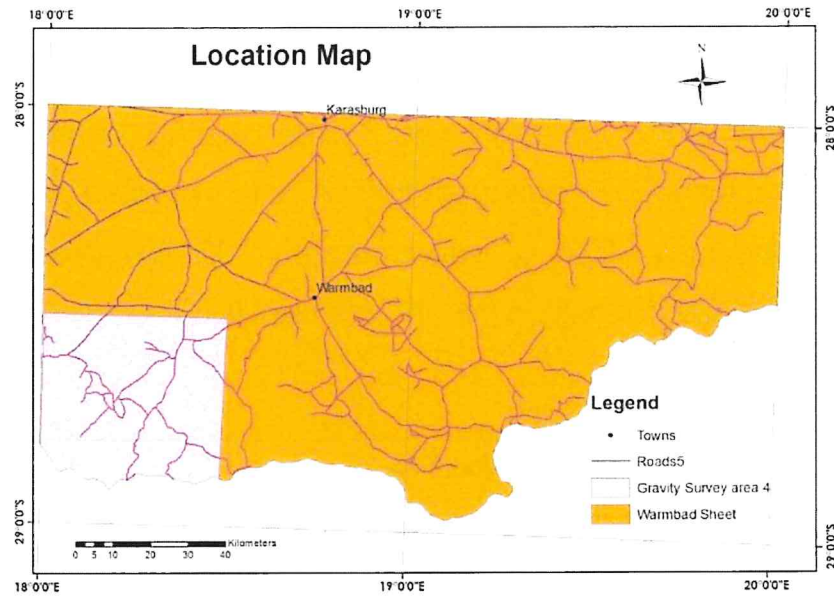 18°0'0"E
19°0'0"E
20°0'0"E
Location Map
N
28°0'0"S
28°0'0"S
Karasburg
Warmbad
Legend
Towns
Roads5
Gravity Survey area 4
Warmbad Sheet
29°0'0"S
29°0'0"S
Kilometers
0 5 10 20 30 40
18°0'0"E
19°0'0"E
20°0'0"E